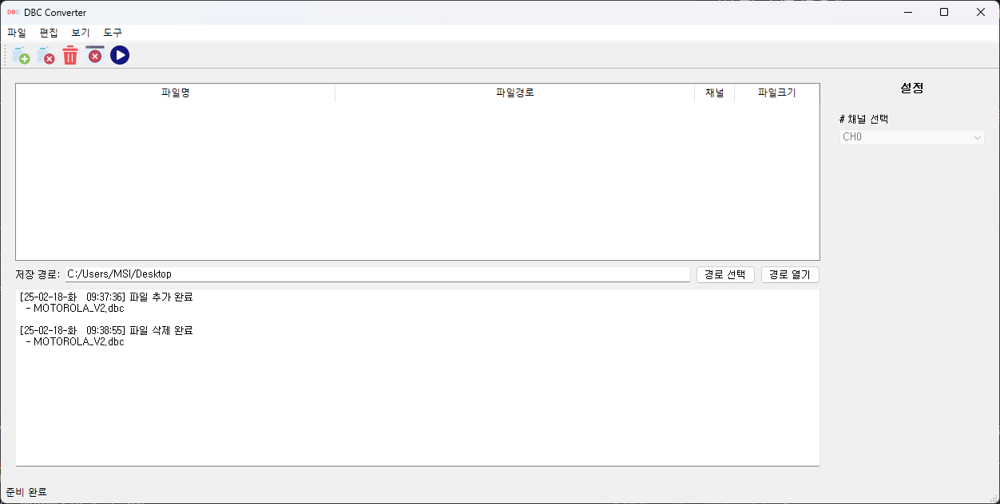 DBC DBC Converter
파일 편집 보기 도구
파일명 파일경로 채널 파일크기
설정
# 채널 선택
CH0
저장 경로: C:/Users/MSI/Desktop 경로 선택 경로 열기
[25-02-18-화 09:37:36] 파일 추가 완료
- MOTOROLA_V2.dbc
[25-02-18-화 09:38:55] 파일 삭제 완료
- MOTOROLA_V2.dbc
준비 완료